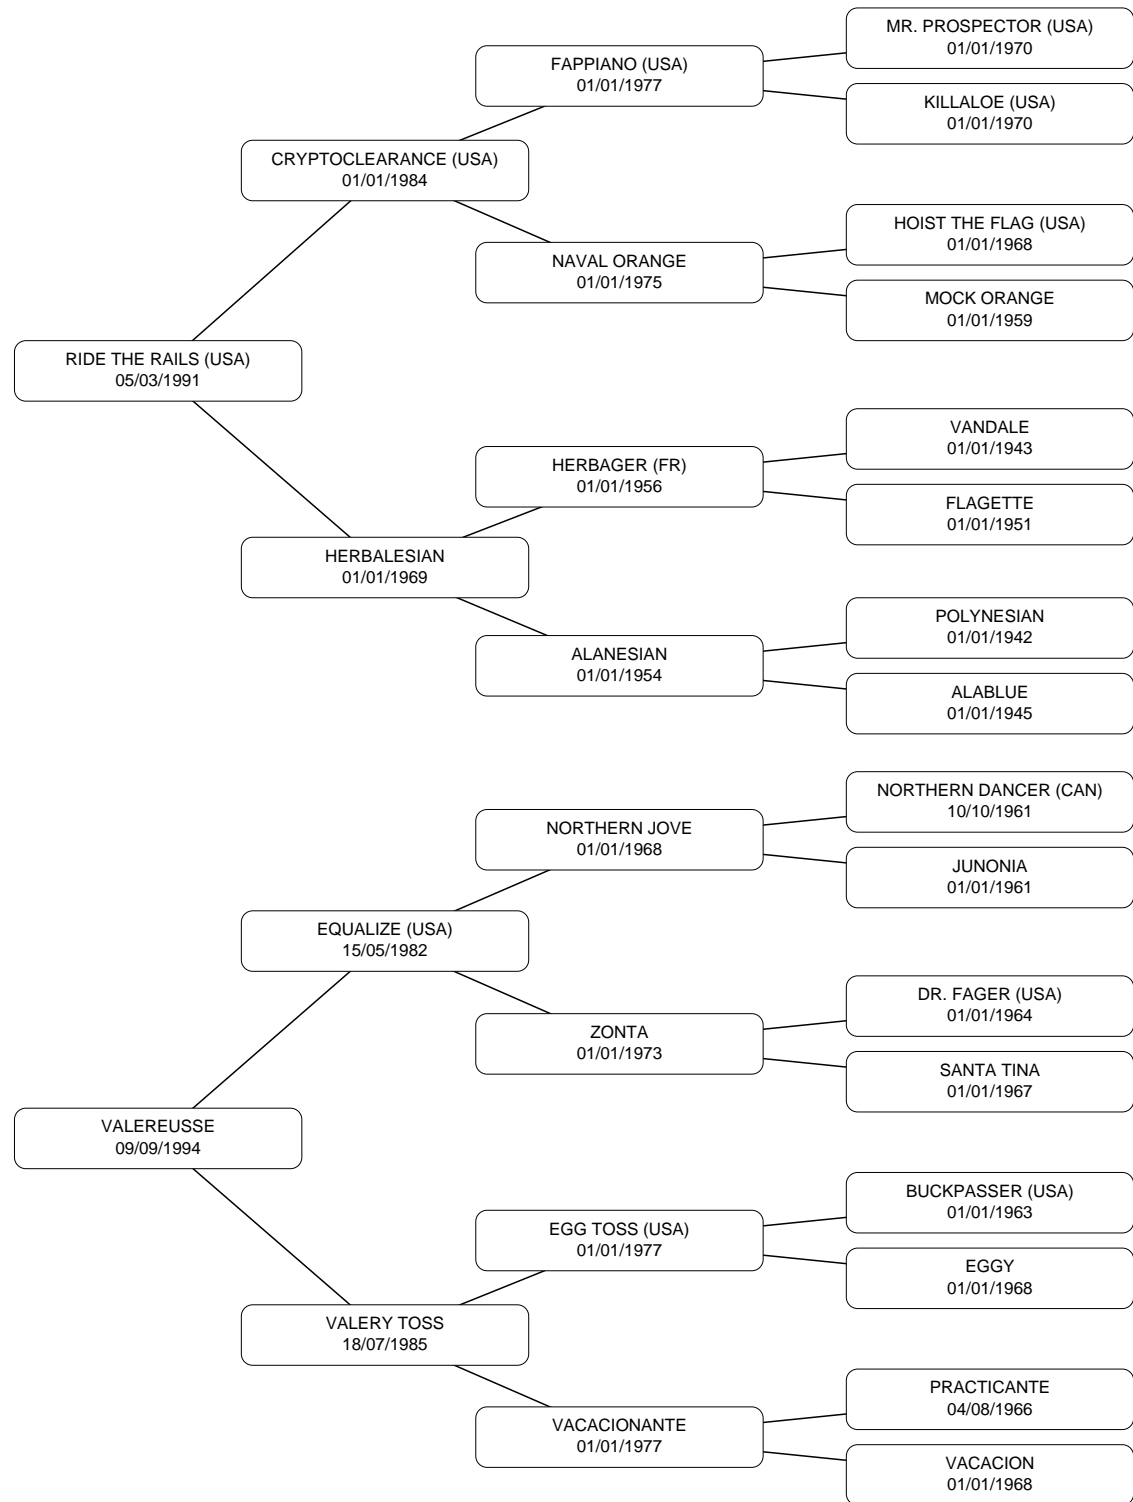 MR. PROSPECTOR (USA)
01/01/1970
FAPPIANO (USA)
01/01/1977
KILLALOE (USA)
01/01/1970
CRYPTOCLEARANCE (USA)
01/01/1984
HOIST THE FLAG (USA)
01/01/1968
NAVAL ORANGE
01/01/1975
MOCK ORANGE
01/01/1959
RIDE THE RAILS (USA)
05/03/1991
VANDALE
01/01/1943
HERBAGER (FR)
01/01/1956
FLAGETTE
01/01/1951
HERBALESIAN
01/01/1969
POLYNESIAN
01/01/1942
ALANESIAN
01/01/1954
ALABLUE
01/01/1945
NORTHERN DANCER (CAN)
10/10/1961
NORTHERN JOVE
01/01/1968
JUNONIA
01/01/1961
EQUALIZE (USA)
15/05/1982
DR. FAGER (USA)
01/01/1964
ZONTA
01/01/1973
SANTA TINA
01/01/1967
VALEREUSSE
09/09/1994
BUCKPASSER (USA)
01/01/1963
EGG TOSS (USA)
01/01/1977
EGGY
01/01/1968
VALERY TOSS
18/07/1985
PRACTICANTE
04/08/1966
VACACIONANTE
01/01/1977
VACACION
01/01/1968